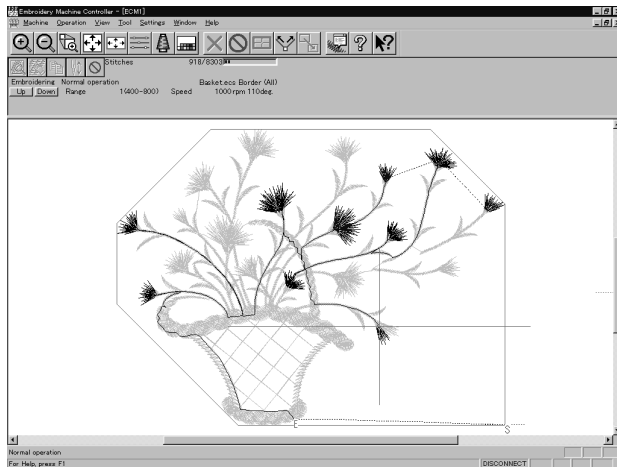 Embroidery Machine Controller - [ECM1]
Machine Operation View Tool Settings Window Help
Stitches 918/8303
Embroidering Normal operation Basket.ecs Border (All)
Up Down Range 1(400-800) Speed 1000 rpm 110deg.
E
S
Normal operation
For Help, press F1 DISCONNECT